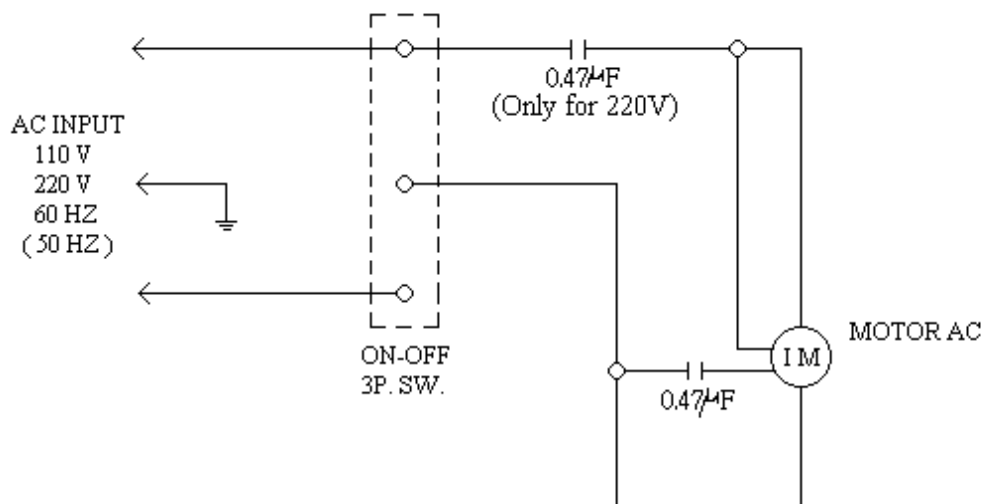 0.47µF
(Only for 220V)
AC INPUT
110 V
220 V
60 HZ
( 50 HZ )
ON-OFF
3P. SW.
MOTOR AC
I M
0.47µF